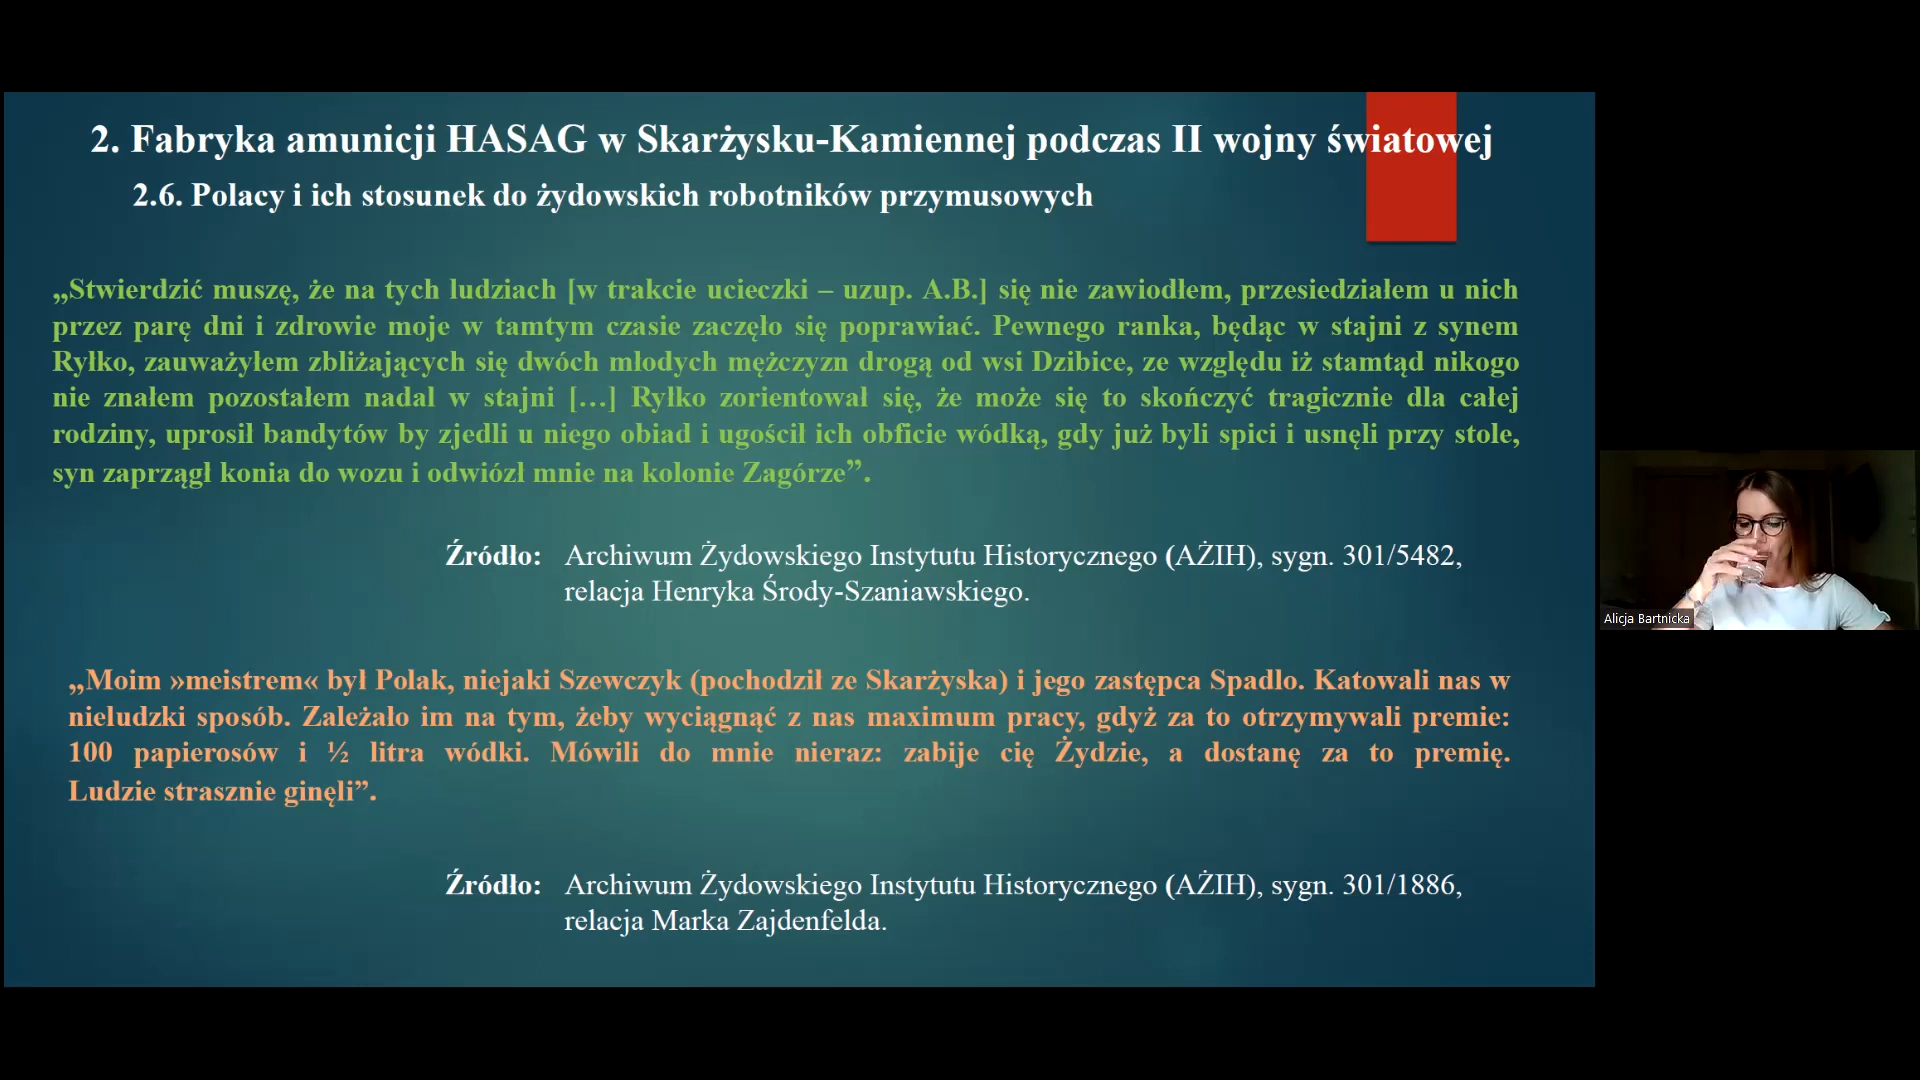 2. Fabryka amunicji HASAG w Skarżysku-Kamiennej podczas II wojny światowej
2.6. Polacy i ich stosunek do żydowskich robotników przymusowych
„Stwierdzić muszę, że na tych ludziach [w trakcie ucieczki – uzup. A.B.] się nie zawiodłem, przesiedziałem u nich
przez parę dni i zdrowie moje w tamtym czasie zaczęło się poprawiać. Pewnego ranka, będąc w stajni z synem
Ryłko, zauważyłem zbliżających się dwóch młodych mężczyzn drogą od wsi Dzibice, ze względu iż stamtąd nikogo
nie znałem pozostałem nadal w stajni […] Ryłko zorientował się, że może się to skończyć tragicznie dla całej
rodziny, uprosił bandytów by zjedli u niego obiad i ugościł ich obficie wódką, gdy już byli spici i usnęli przy stole,
syn zaprzągł konia do wozu i odwiózł mnie na kolonie Zagórze”.
Źródło: Archiwum Żydowskiego Instytutu Historycznego (AŻIH), sygn. 301/5482,
relacja Henryka Środy-Szaniawskiego.
„Moim »meistrem« był Polak, niejaki Szewczyk (pochodził ze Skarżyska) i jego zastępca Spadlo. Katowali nas w
nieludzki sposób. Zależało im na tym, żeby wyciągnąć z nas maximum pracy, gdyż za to otrzymywali premie:
100 papierosów i ½ litra wódki. Mówili do mnie nieraz: zabije cię Żydzie, a dostanę za to premię.
Ludzie strasznie ginęli”.
Źródło: Archiwum Żydowskiego Instytutu Historycznego (AŻIH), sygn. 301/1886,
relacja Marka Zajdenfelda.
Alicja Bartnicka